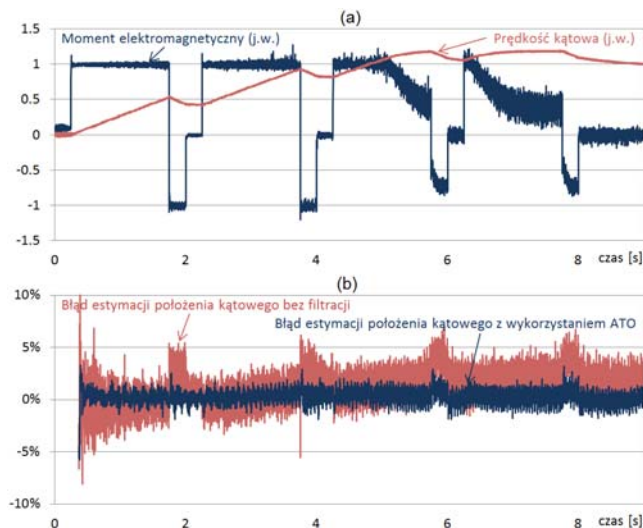 (a)
1.5
Moment elektromagnetyczny (j.w.)
Prędkość kątowa (j.w.)
1
0.5
0
-0.5
-1
-1.5
0
2
4
6
8
czas [s]
(b)
10%
Błąd estymacji położenia kątowego bez filtracji
Błąd estymacji położenia kątowego z wykorzystaniem ATO
5%
0%
-5%
-10%
0
2
4
6
8
czas [s]